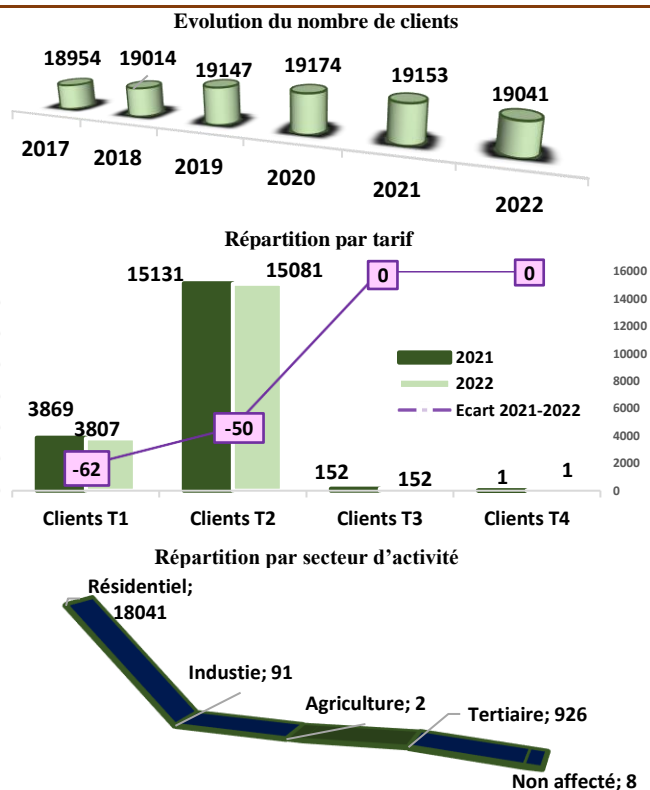 Evolution du nombre de clients
18954 19014 19147 19174 19153 19041
2017 2018 2019 2020 2021 2022
Répartition par tarif
15131 15081 0 0
3869 3807 -62 -50
152 152 1 1
16000
14000
12000
10000
8000
6000
4000
2000
0
2021
2022
Ecart 2021-2022
Clients T1 Clients T2 Clients T3 Clients T4
Répartition par secteur d’activité
Résidentiel;
18041
Industie; 91
Agriculture; 2
Tertiaire; 926
Non affecté; 8